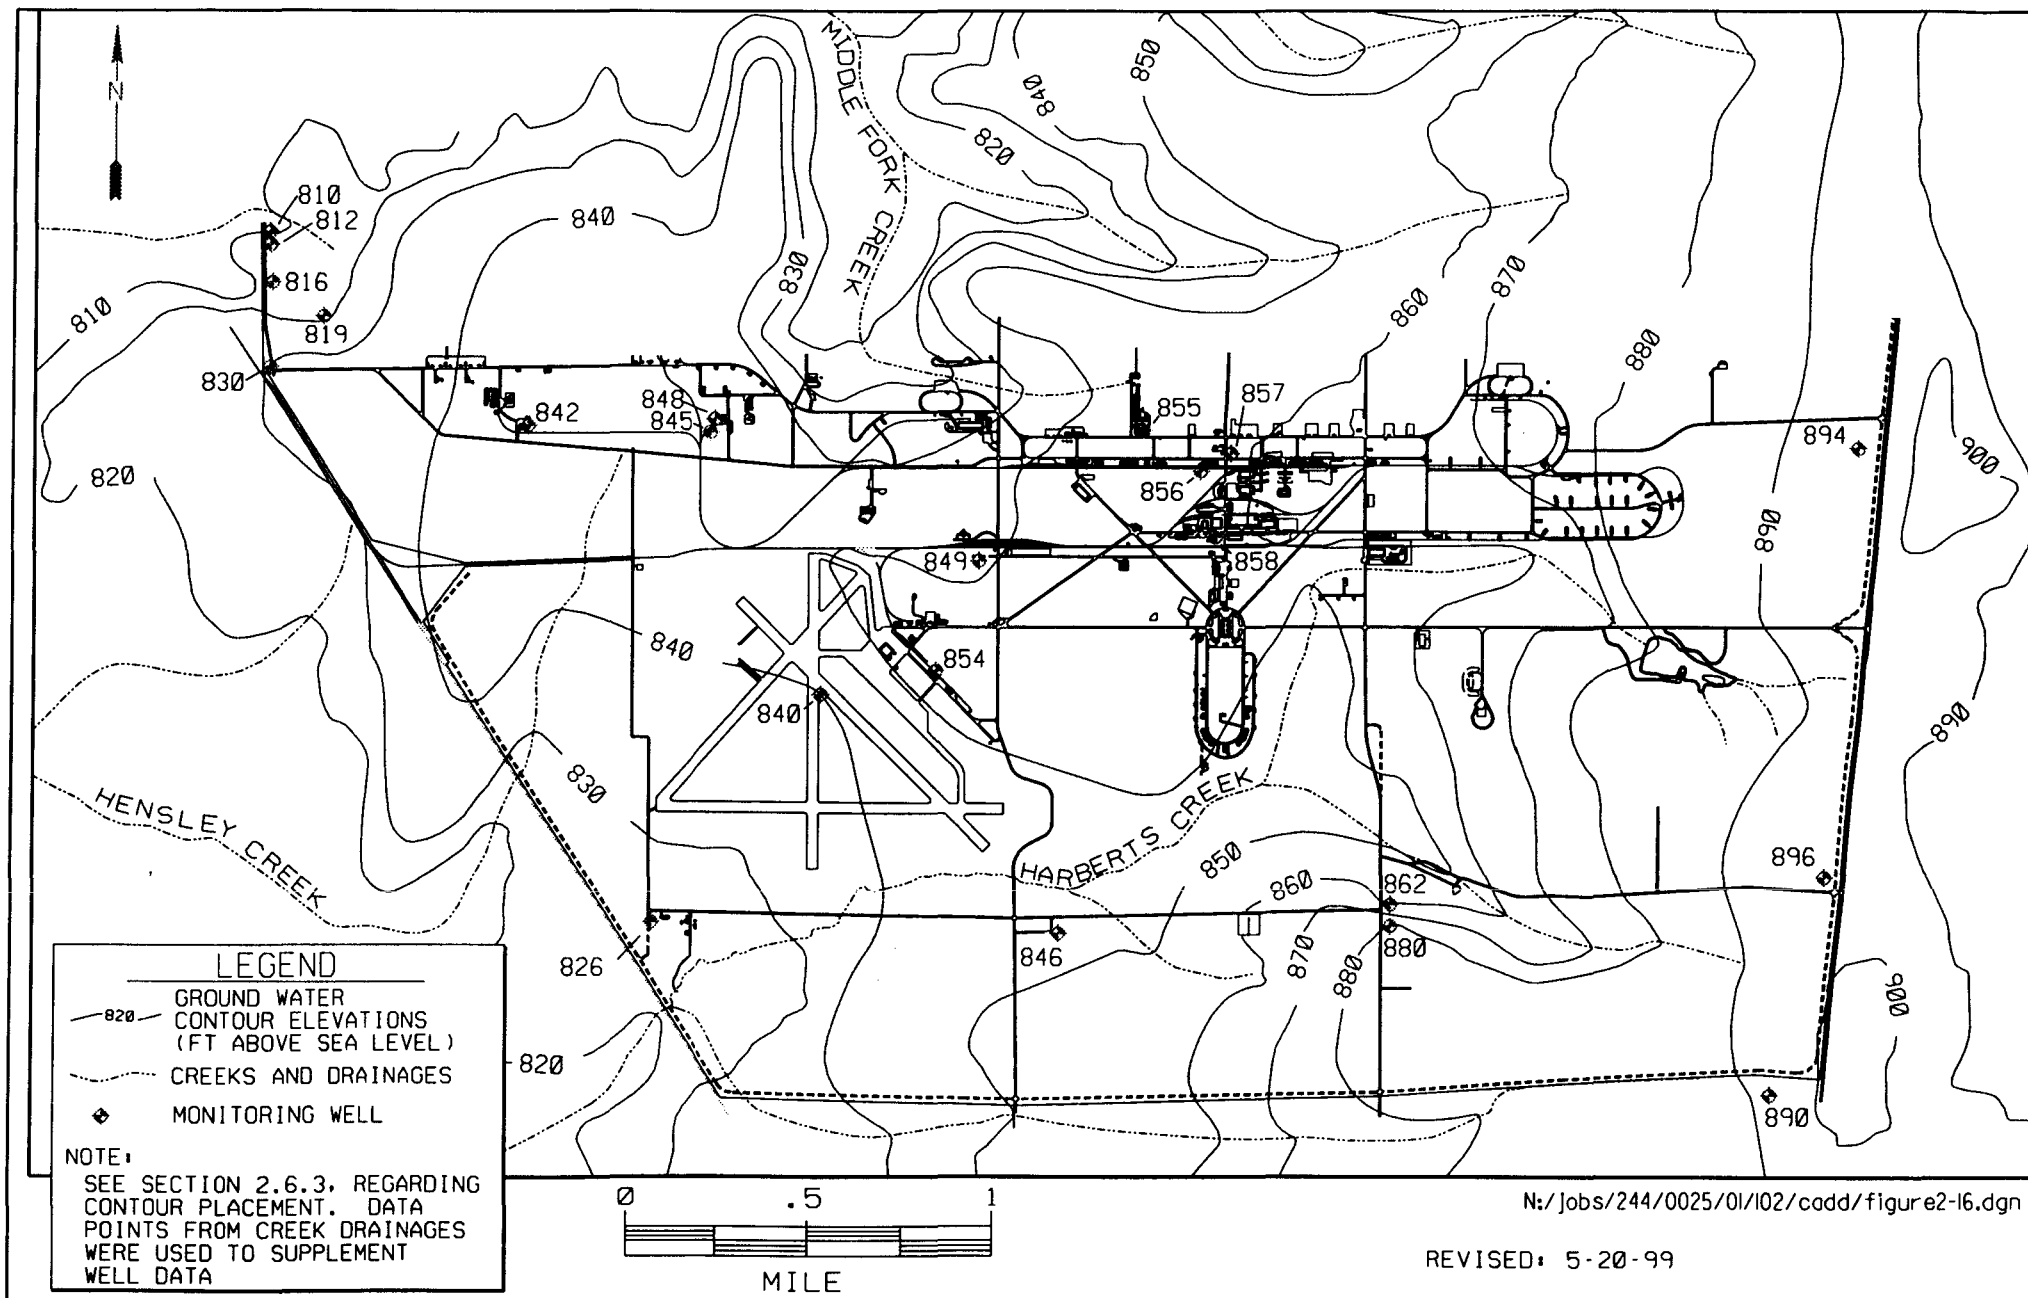 N
MIDDLE FORK CREEK
850
840
820
810
812
840
816
830
870
810
819
860
880
830
857
848
855
842
845
894
900
856
820
890
849
858
840
854
840
890
830
HENSLEY CREEK
HARBERTS CREEK
850
896
860
862
826
846
870
880
880
900
820
890
LEGEND
820
GROUND WATER
CONTOUR ELEVATIONS
(FT ABOVE SEA LEVEL)
CREEKS AND DRAINAGES
MONITORING WELL
NOTE:
SEE SECTION 2.6.3, REGARDING
CONTOUR PLACEMENT. DATA
POINTS FROM CREEK DRAINAGES
WERE USED TO SUPPLEMENT
WELL DATA
0 .5 1
MILE
N:/jobs/244/0025/01/102/cadd/figure2-16.dgn
REVISED: 5-20-99